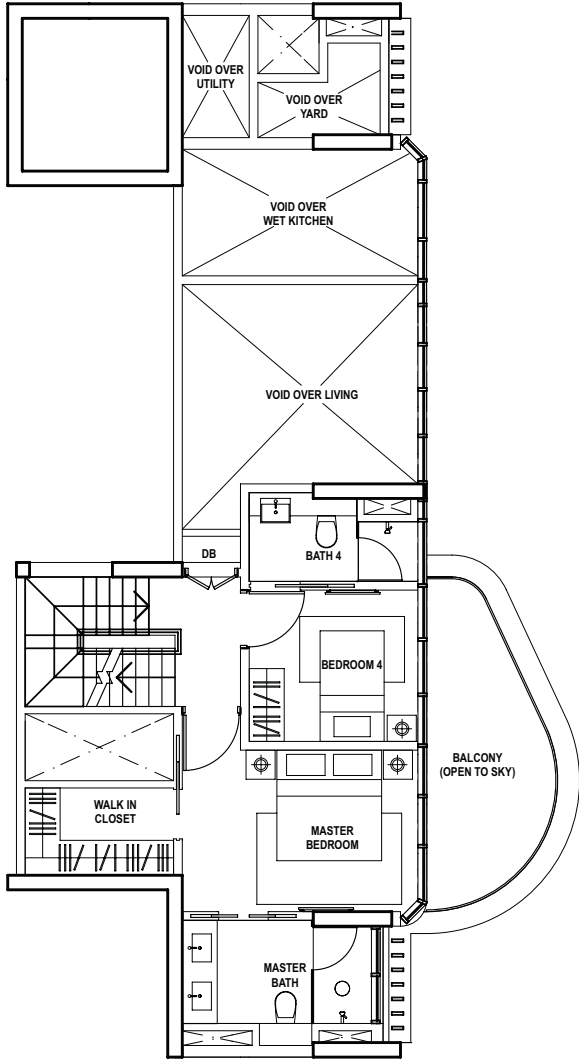 VOID OVER
UTILITY
VOID OVER
YARD
VOID OVER
WET KITCHEN
VOID OVER LIVING
DB
BATH 4
BEDROOM 4
BALCONY
(OPEN TO SKY)
WALK IN
CLOSET
MASTER
BEDROOM
MASTER
BATH